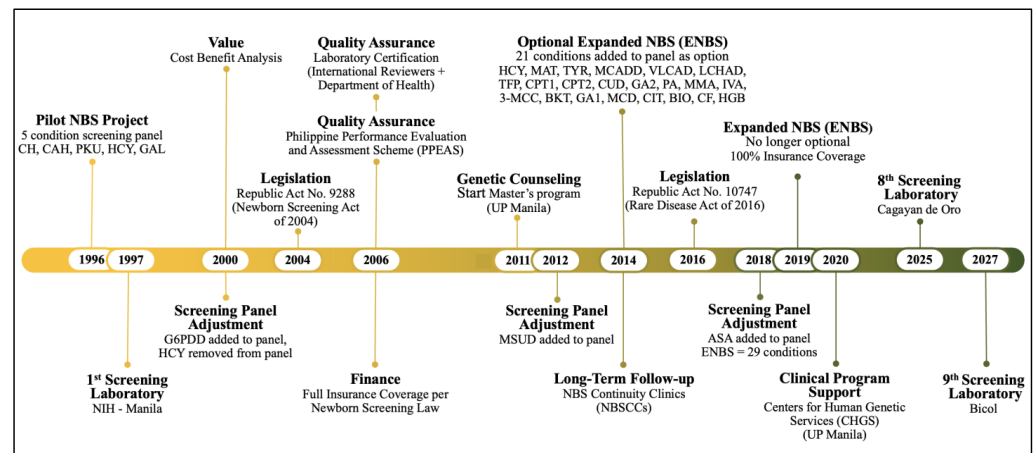 Value
Cost Benefit Analysis
Quality Assurance
Laboratory Certification
(International Reviewers +
Department of Health)
Optional Expanded NBS (ENBS)
21 conditions added to panel as option
HCY, MAT, TYR, MCADD, VLCAD, LCHAD,
TFP, CPT1, CPT2, CUD, GA2, PA, MMA, IVA,
3-MCC, BKT, GA1, MCD, CIT, BIO, CF, HGB
Pilot NBS Project
5 condition screening panel
CH, CAH, PKU, HCY, GAL
Quality Assurance
Philippine Performance Evaluation
and Assessment Scheme (PPEAS)
Expanded NBS (ENBS)
No longer optional
100% Insurance Coverage
Legislation
Republic Act No. 9288
(Newborn Screening Act
of 2004)
Genetic Counseling
Start Master's program
(UP Manila)
Legislation
Republic Act No. 10747
(Rare Disease Act of 2016)
8th Screening
Laboratory
Cagayan de Oro
1996
1997
2000
2004
2006
2011
2012
2014
2016
2018
2019
2020
2025
2027
Screening Panel
Adjustment
G6PDD added to panel,
HCY removed from panel
Screening Panel
Adjustment
MSUD added to panel
Screening Panel
Adjustment
ASA added to panel
ENBS = 29 conditions
1st Screening
Laboratory
NIH - Manila
Finance
Full Insurance Coverage per
Newborn Screening Law
Long-Term Follow-up
NBS Continuity Clinics
(NBSCCs)
Clinical Program
Support
Centers for Human Genetic
Services (CHGS)
(UP Manila)
9th Screening
Laboratory
Bicol